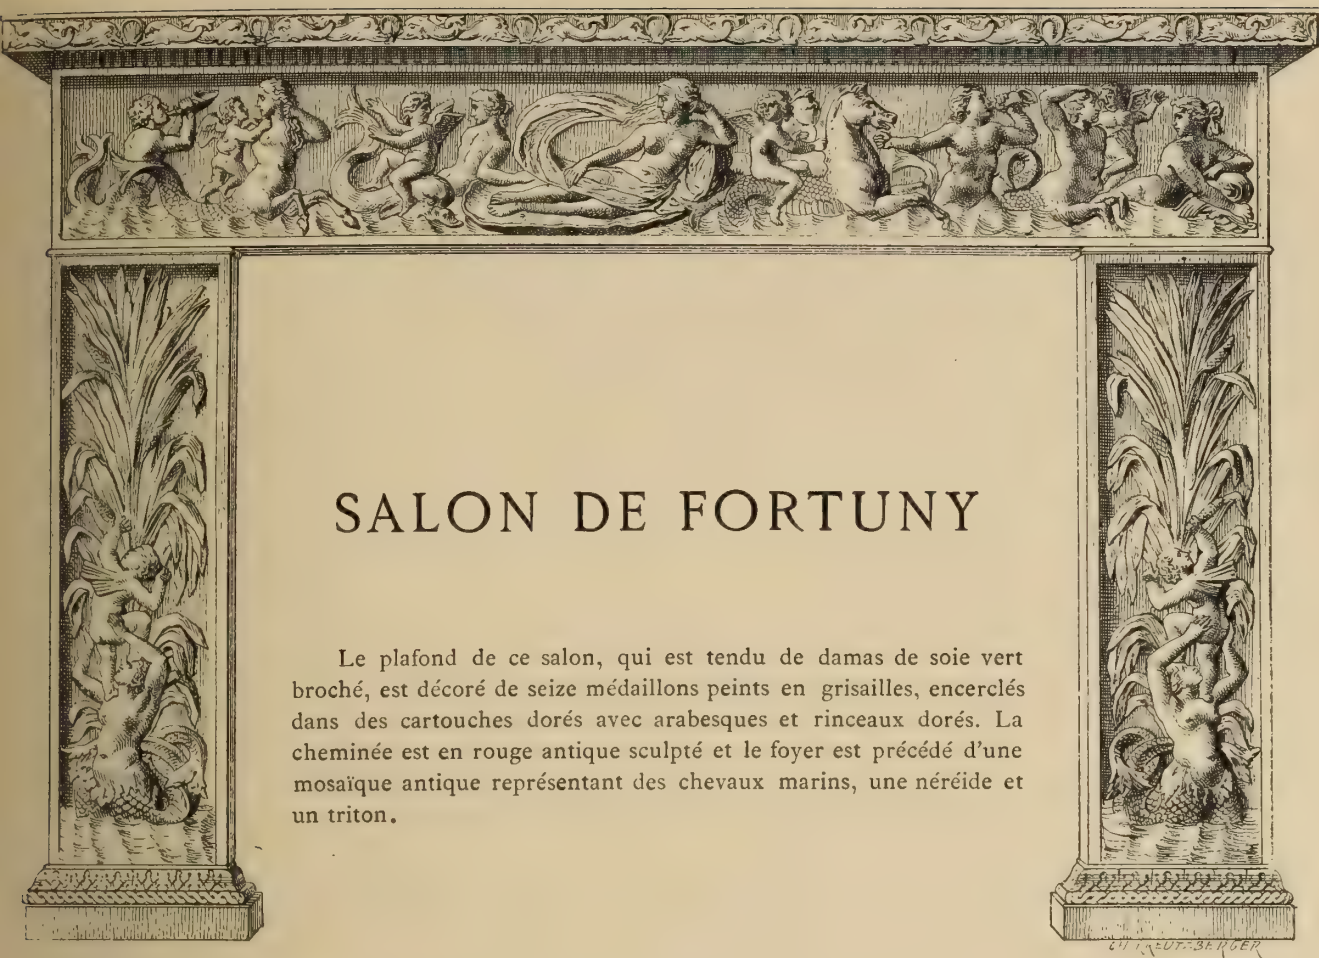 SALON DE FORTUNY
Le plafond de ce salon, qui est tendu de damas de soie vert
broché, est décoré de seize médaillons peints en grisailles, encerclés
dans des cartouches dorés avec arabesques et rinceaux dorés. La
cheminée est en rouge antique sculpté et le foyer est précédé d'une
mosaïque antique représentant des chevaux marins, une néréide et
un triton.